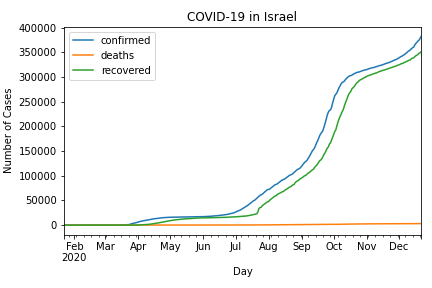 COVID-19 in Israel
400000
350000
300000
250000
200000
150000
100000
50000
0
Number of Cases
confirmed
deaths
recovered
Feb Mar Apr May Jun Jul Aug Sep Oct Nov Dec
2020
Day